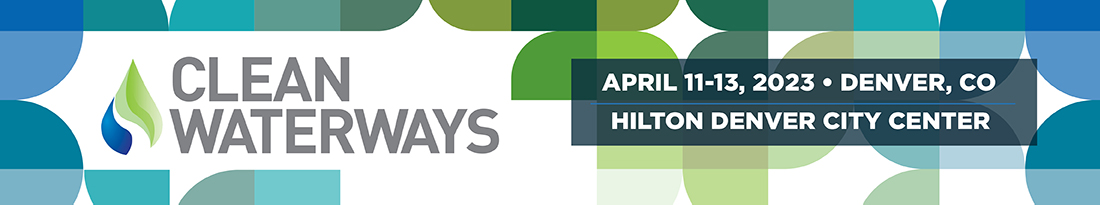 CLEAN
WATERWAYS
APRIL 11-13, 2023 • DENVER, CO
HILTON DENVER CITY CENTER